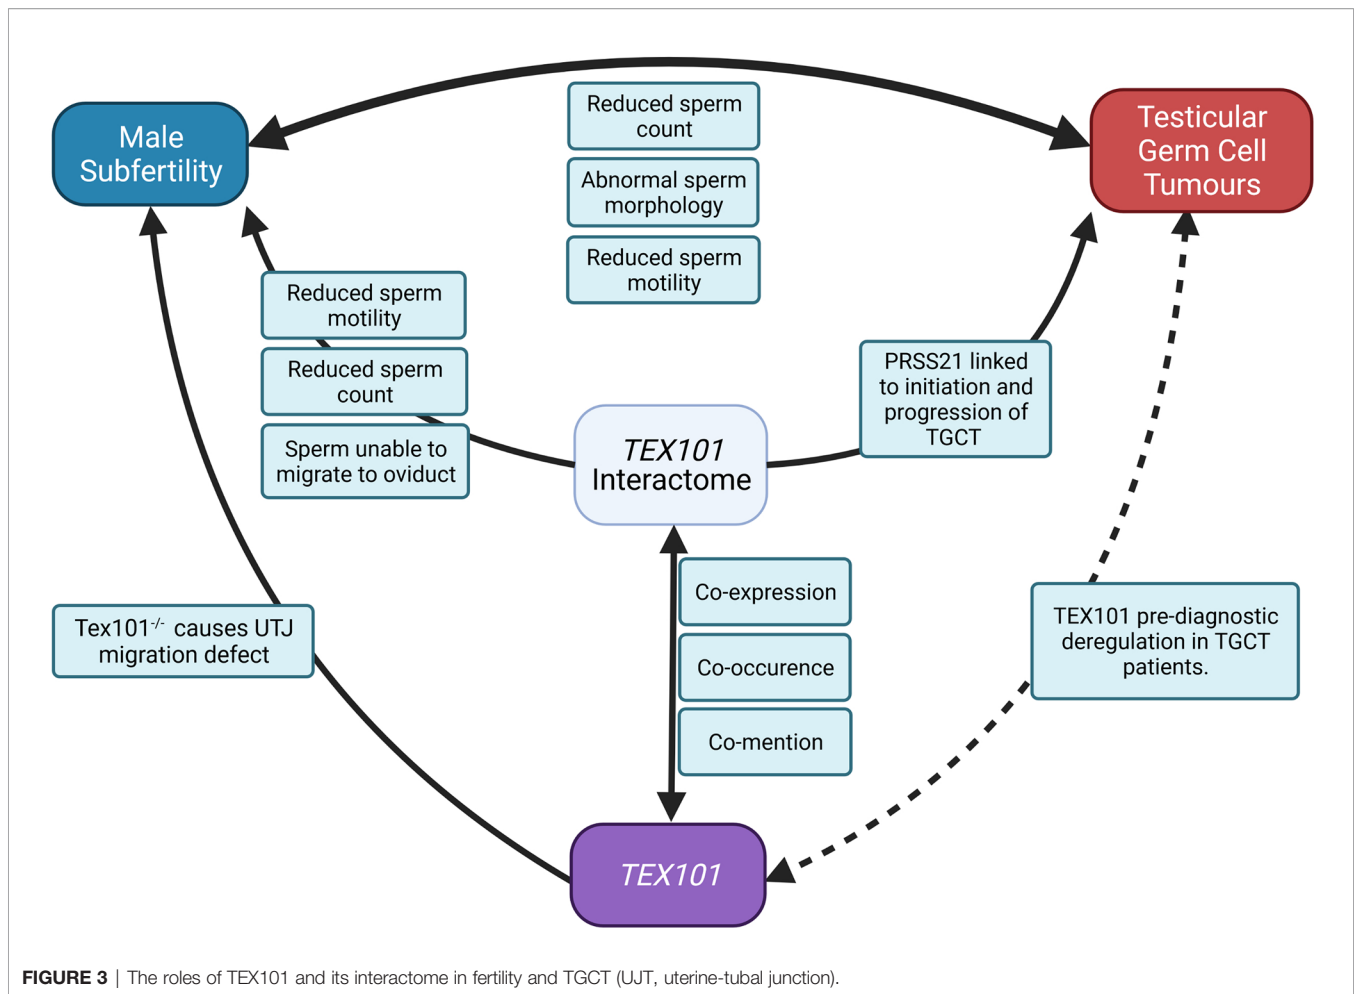 Male
Subfertility
Reduced sperm
count
Abnormal sperm
morphology
Reduced sperm
motility
Testicular
Germ Cell
Tumours
Reduced sperm
motility
Reduced sperm
count
Sperm unable to
migrate to oviduct
TEX101
Interactome
PRSS21 linked
to initiation and
progression of
TGCT
Tex101-/- causes UTJ
migration defect
Co-expression
Co-occurence
Co-mention
TEX101 pre-diagnostic
deregulation in TGCT
patients.
TEX101
FIGURE 3 | The roles of TEX101 and its interactome in fertility and TGCT (UJT, uterine-tubal junction).